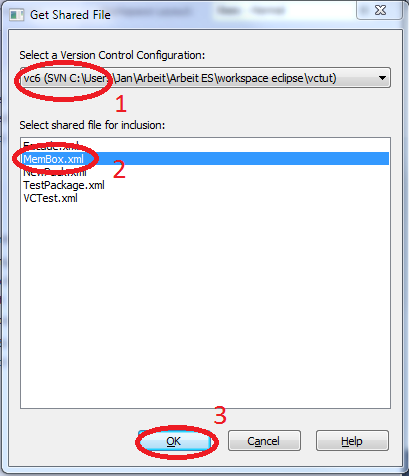 Get Shared File
Select a Version Control Configuration:
vc6 (SVN C:\Users\Jan\Arbeit\Arbeit ES\workspace eclipse\vctut)
1
Select shared file for inclusion:
Facade.xml
MemBox.xml
2
NewPack.xml
TestPackage.xml
VCTest.xml
3
OK
Cancel
Help